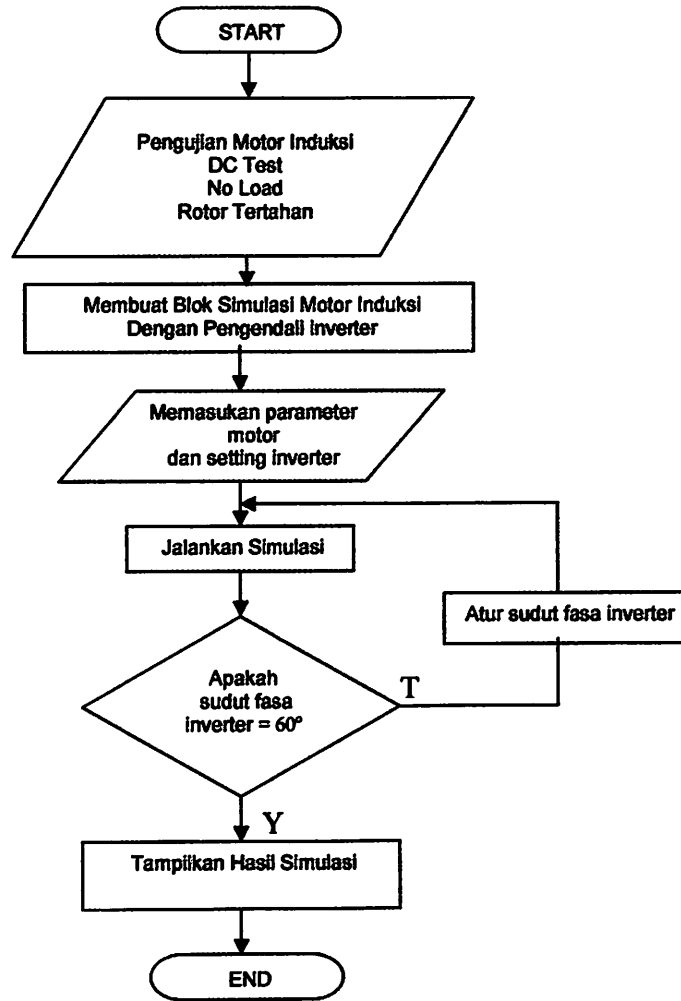 START
Pengujian Motor Induksi
DC Test
No Load
Rotor Tertahan
Membuat Blok Simulasi Motor Induksi
Dengan Pengendali inverter
Memasukan parameter
motor
dan setting inverter
Jalankan Simulasi
Atur sudut fasa inverter
Apakah
sudut fasa
inverter = 60°
T
Y
Tampilkan Hasil Simulasi
END